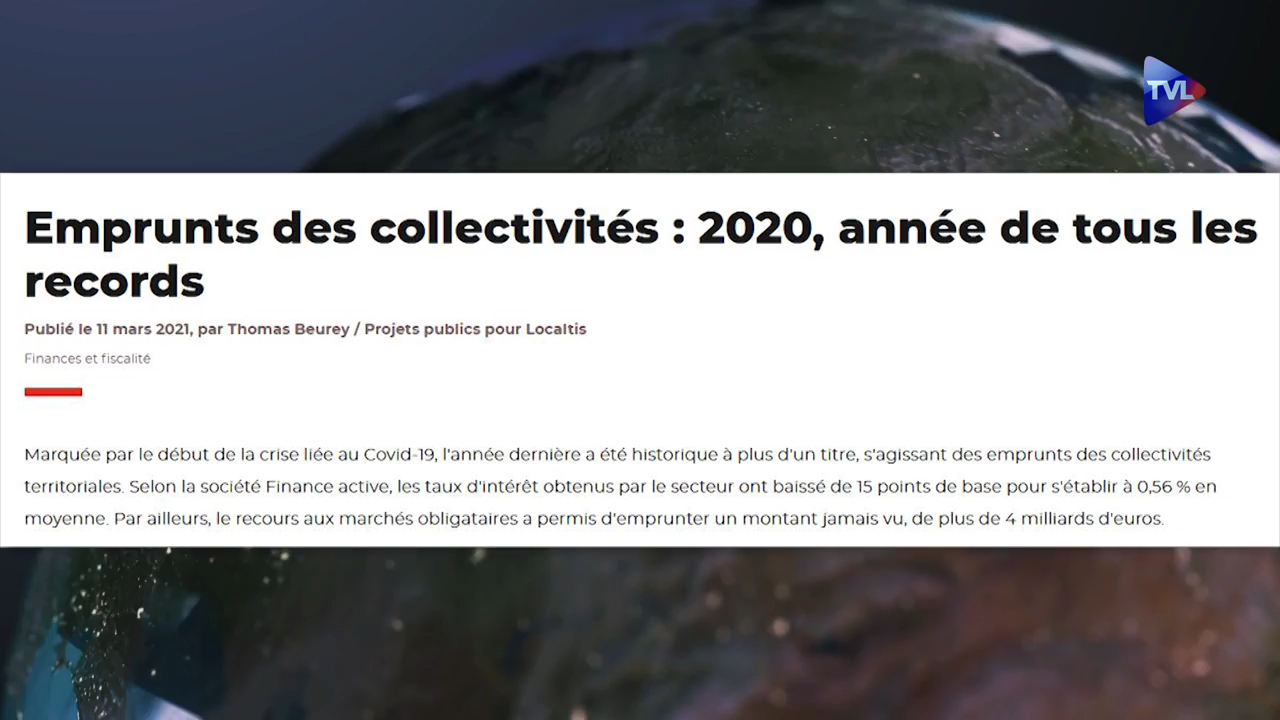 TVL
Emprunts des collectivités : 2020, année de tous les
records
Publié le 11 mars 2021, par Thomas Beurey / Projets publics pour Localtis
Finances et fiscalité
Marquée par le début de la crise liée au Covid-19, l'année dernière a été historique à plus d'un titre, s'agissant des emprunts des collectivités
territoriales. Selon la société Finance active, les taux d'intérêt obtenus par le secteur ont baissé de 15 points de base pour s'établir à 0,56 % en
moyenne. Par ailleurs, le recours aux marchés obligataires a permis d'emprunter un montant jamais vu, de plus de 4 milliards d'euros.